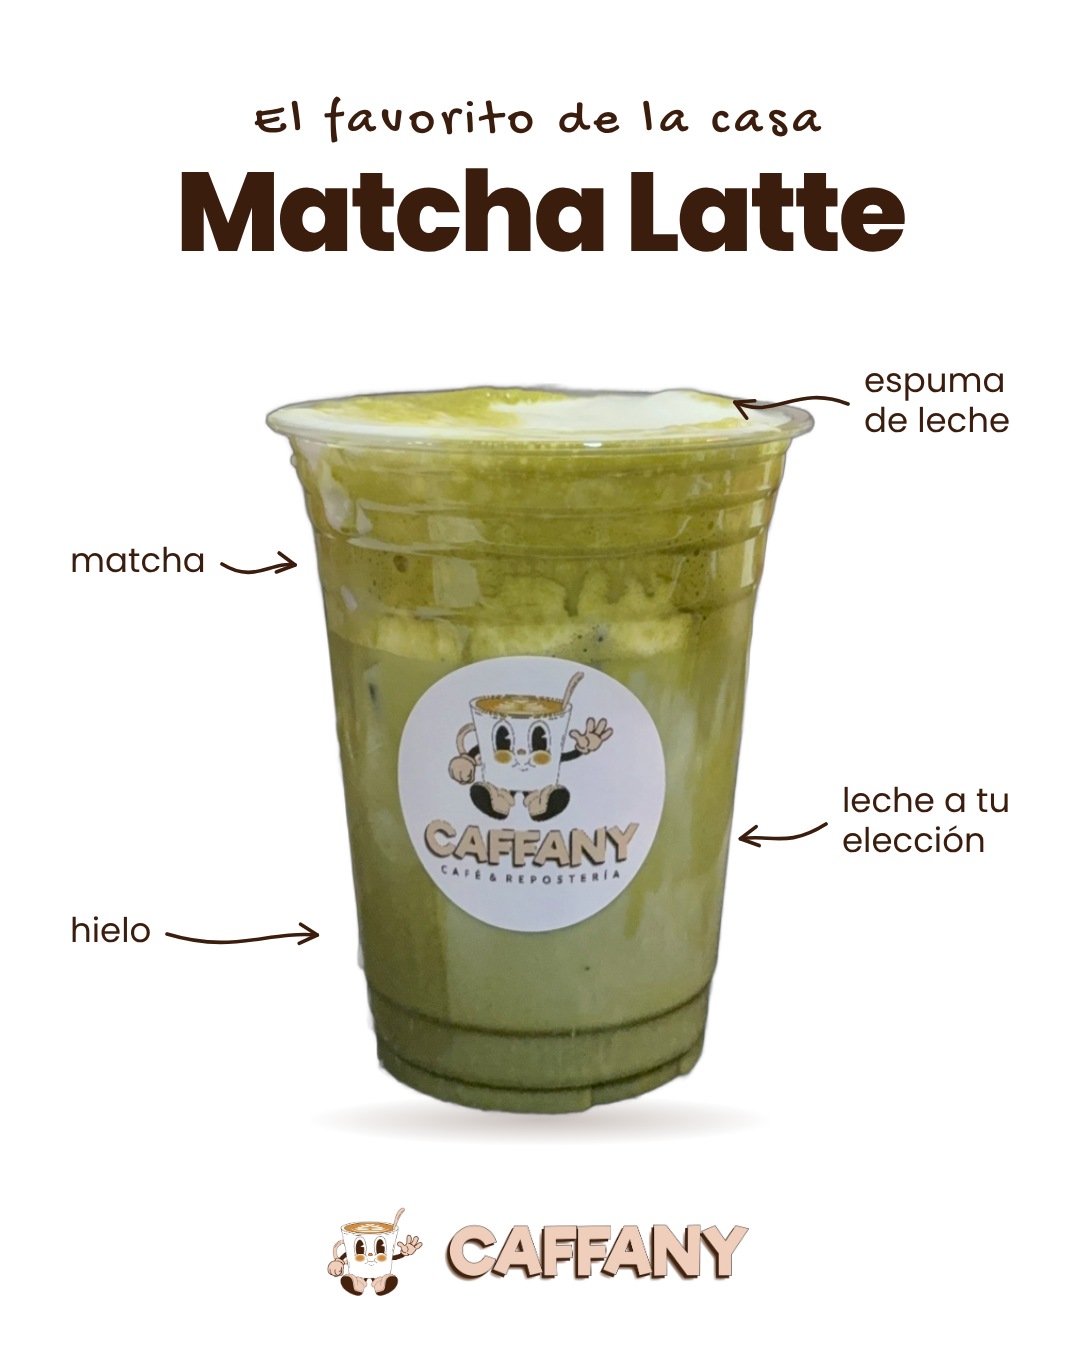 El favorito de la casa
Matcha Latte
espuma
de leche
matcha
CAFFANY
CAFÉ & REPOSTERÍA
leche a tu
elección
hielo
CAFFANY